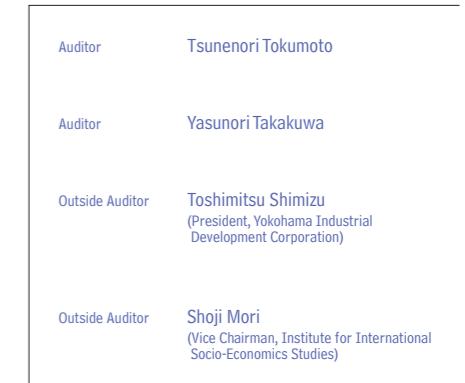 Auditor Tsunenori Tokumoto
Auditor Yasunori Takakuwa
Outside Auditor Toshimitsu Shimizu
(President, Yokohama Industrial
Development Corporation)
Outside Auditor Shoji Mori
(Vice Chairman, Institute for International
Socio-Economics Studies)